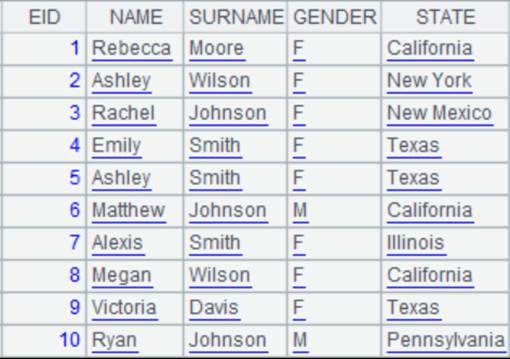 EID NAME SURNAME GENDER STATE
1 Rebecca Moore F California
2 Ashley Wilson F New York
3 Rachel Johnson F New Mexico
4 Emily Smith F Texas
5 Ashley Smith F Texas
6 Matthew Johnson M California
7 Alexis Smith F Illinois
8 Megan Wilson F California
9 Victoria Davis F Texas
10 Ryan Johnson M Pennsylvania